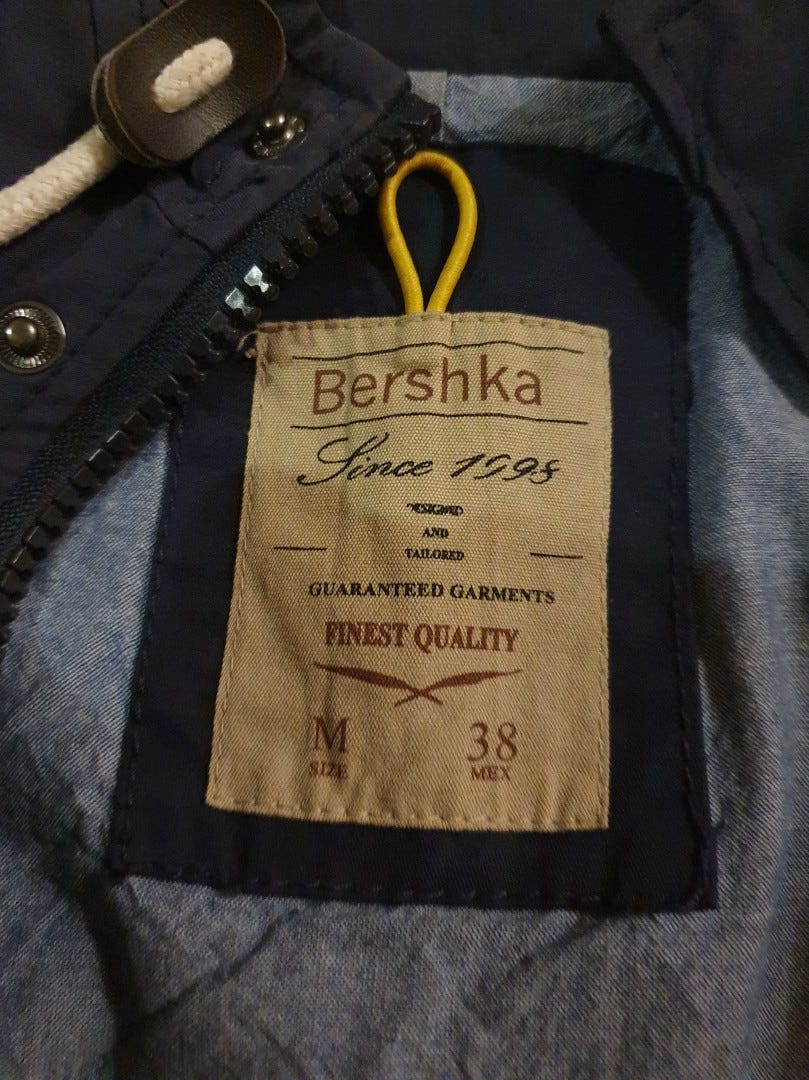 Bershka
Since 1998
DESIGNED
AND
TAILORED
GUARANTEED GARMENTS
FINEST QUALITY
M 38
SIZE MEX